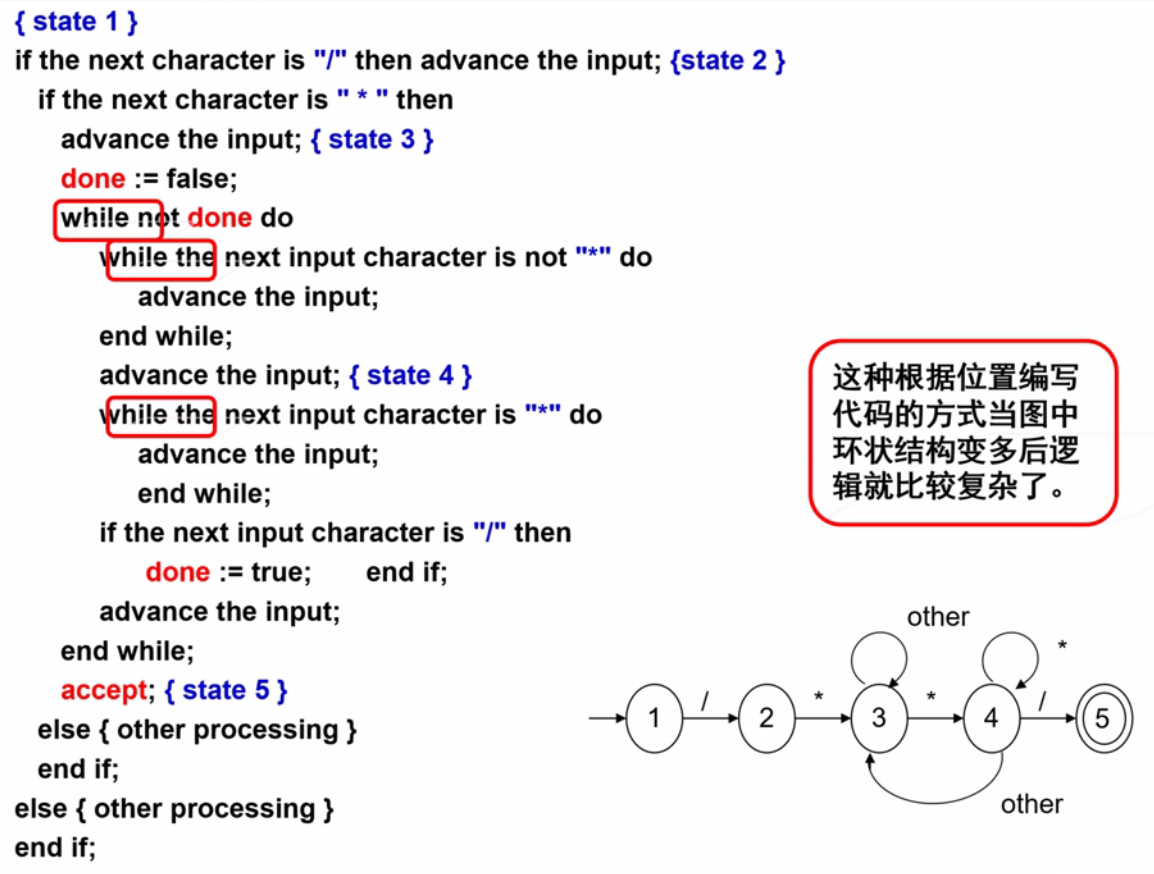 { state 1 }
if the next character is "/" then advance the input; {state 2 }
if the next character is " * " then
advance the input; { state 3 }
done := false;
while not done do
while the next input character is not "*" do
advance the input;
end while;
advance the input; { state 4 }
while the next input character is "*" do
advance the input;
end while;
if the next input character is "/" then
done := true; end if;
advance the input;
end while;
accept; { state 5 }
else { other processing }
end if;
else { other processing }
end if;
这种根据位置编写
代码的方式当图中
环状结构变多后逻
辑就比较复杂了。
other
*
/
*
*
/
1
2
3
4
5
other